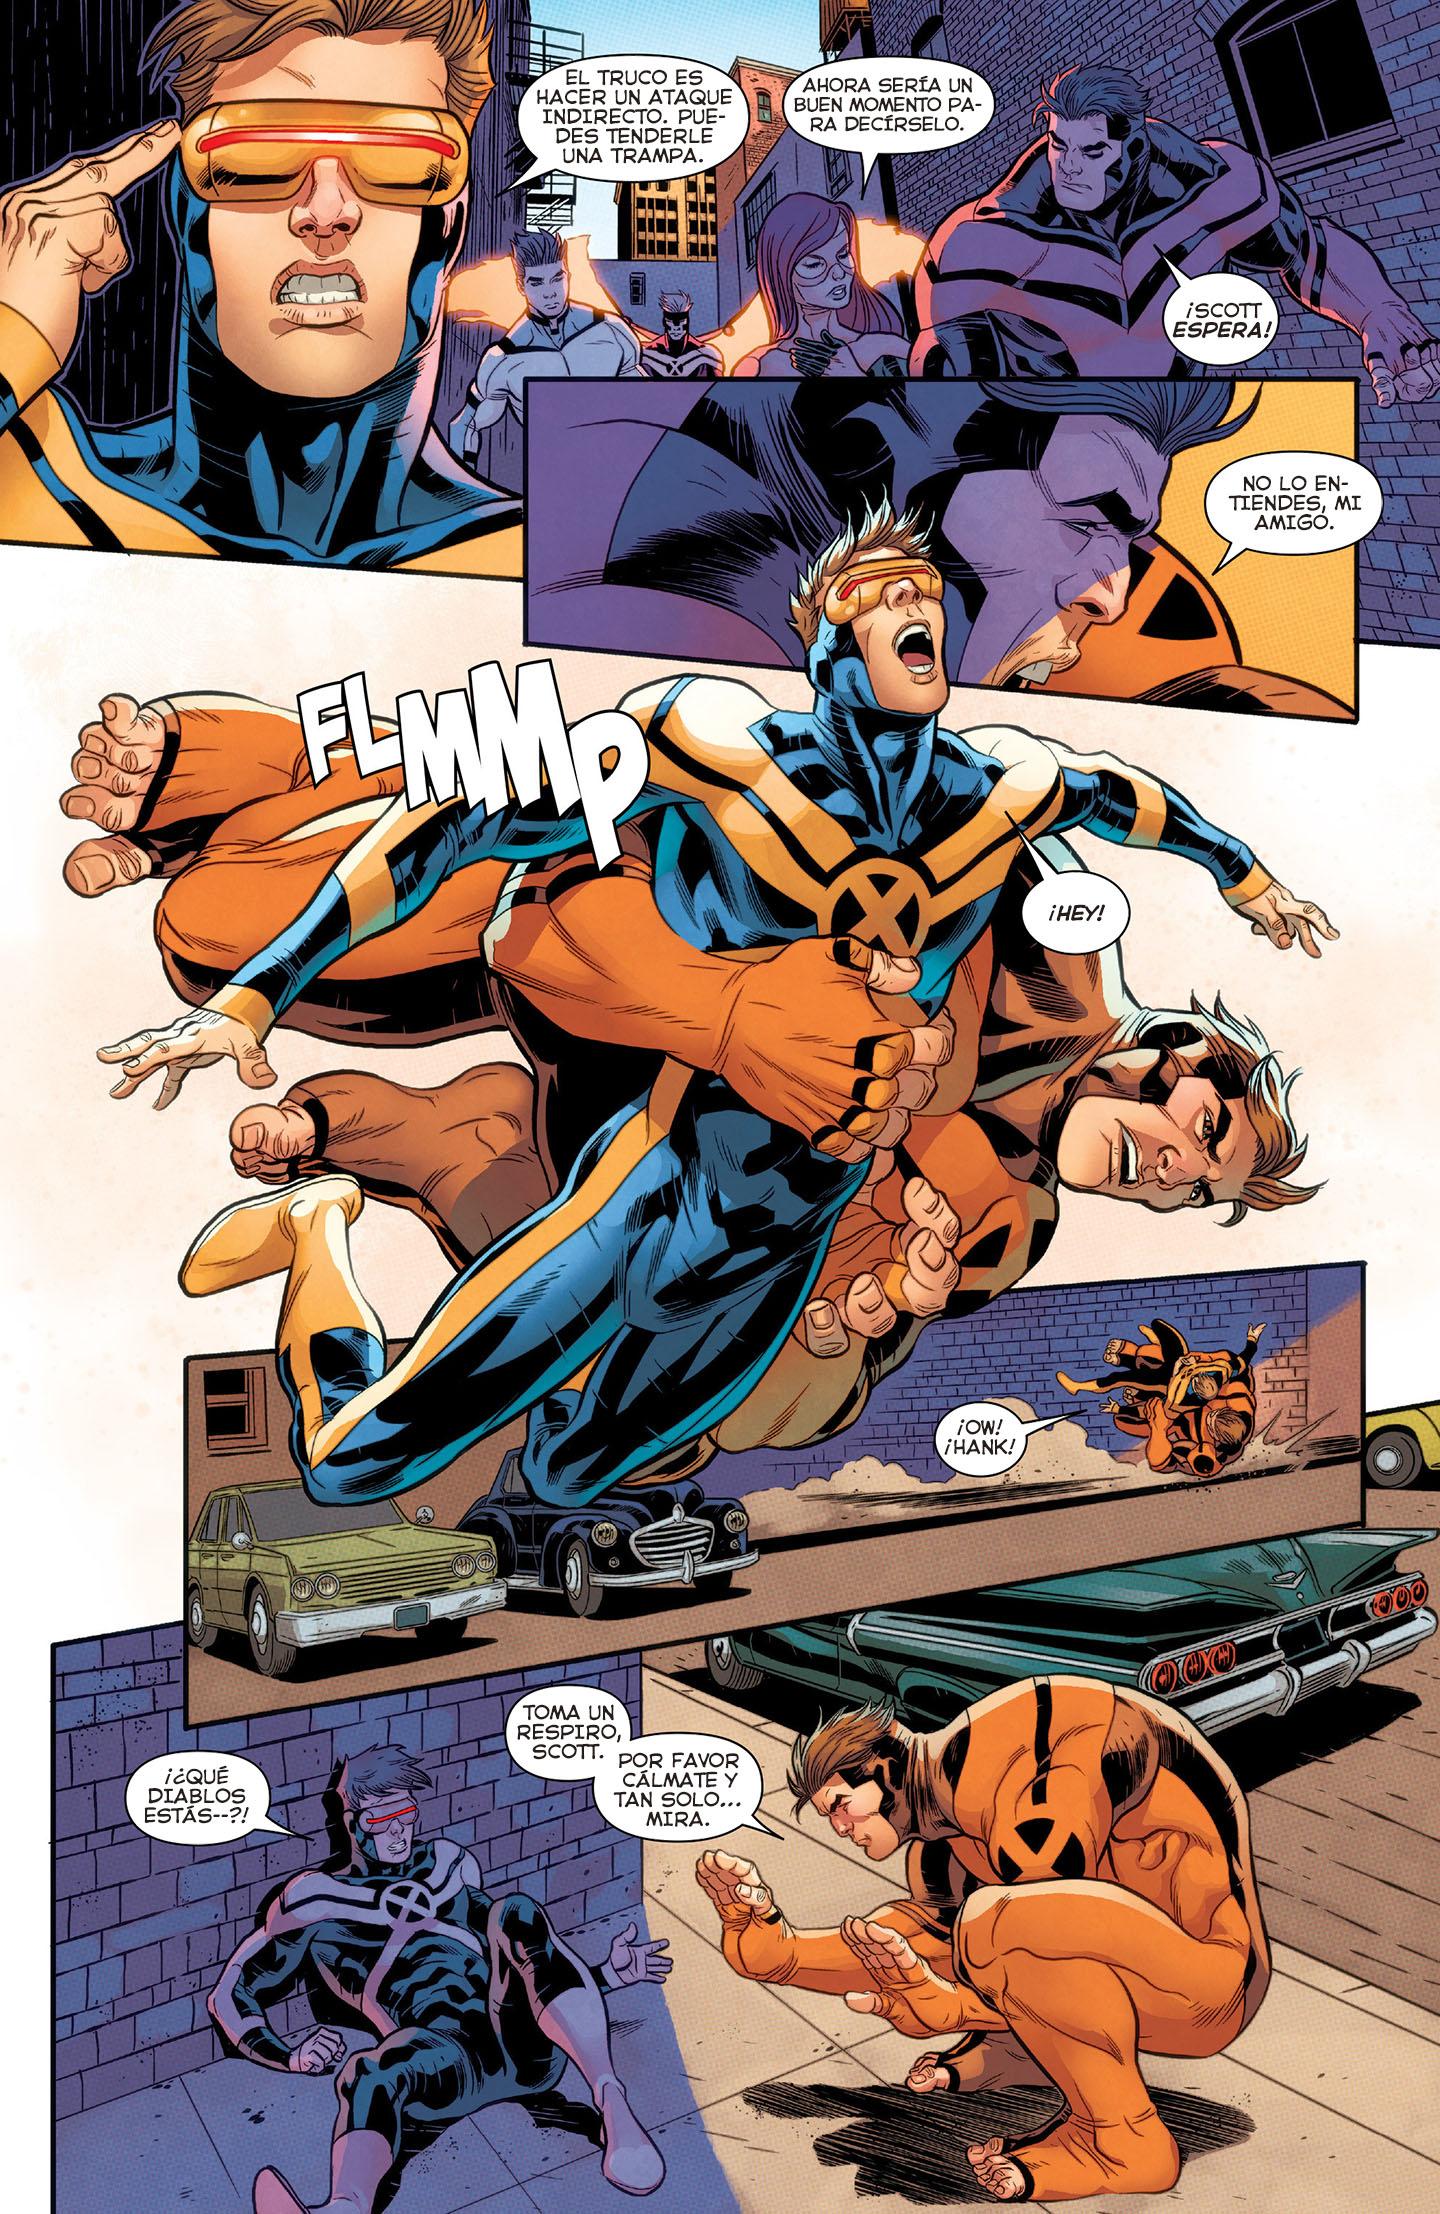 EL TRUCO ES
HACER UN ATAQUE
INDIRECTO. PUE-
DES TENDERLE
UNA TRAMPA.
AHORA SERÍA UN
BUEN MOMENTO PA-
RA DECÍRSELO.
¡SCOTT
ESPERA!
NO LO EN-
TIENDES, MI
AMIGO.
FLMMMP
¡HEY!
¡OW!
¡HANK!
¡¿QUÉ
DIABLOS
ESTÁS--?!
TOMA UN
RESPIRO,
SCOTT.
POR FAVOR
CÁLMATE Y
TAN SOLO...
MIRA.